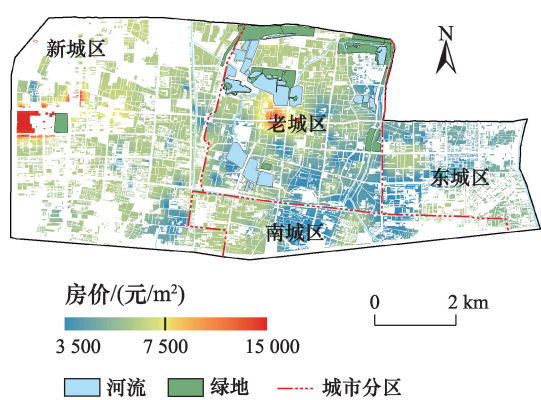 新城区
N
老城区
东城区
南城区
房价/(元/m²)
3 500 7 500 15 000
0 2 km
河流 绿地 城市分区